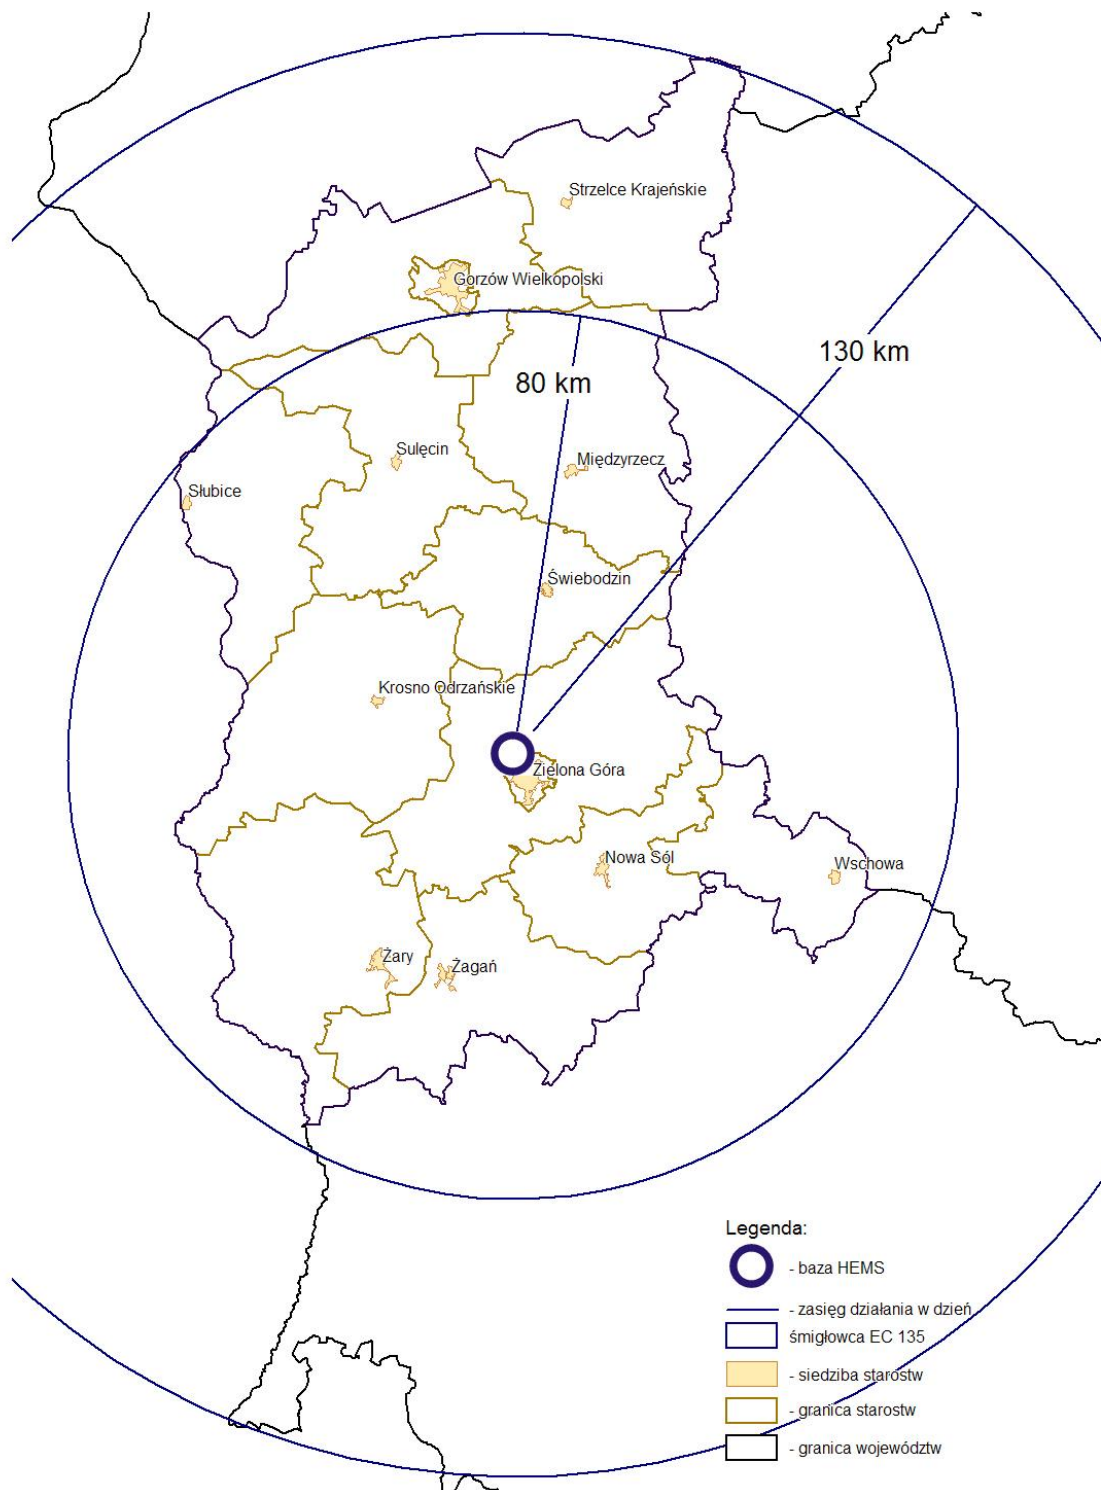 Strzelce Krajeńskie
Gorzów Wielkopolski
130 km
80 km
Sulęcin
Międzyrzecz
Słubice
Świebodzin
Krosno Odrzańskie
Zielona Góra
Nowa Sól
Wschowa
Żary
Żagań
Legenda:
- baza HEMS
- zasięg działania w dzień
śmigłowca EC 135
- siedziba starostw
- granica starostw
- granica województw